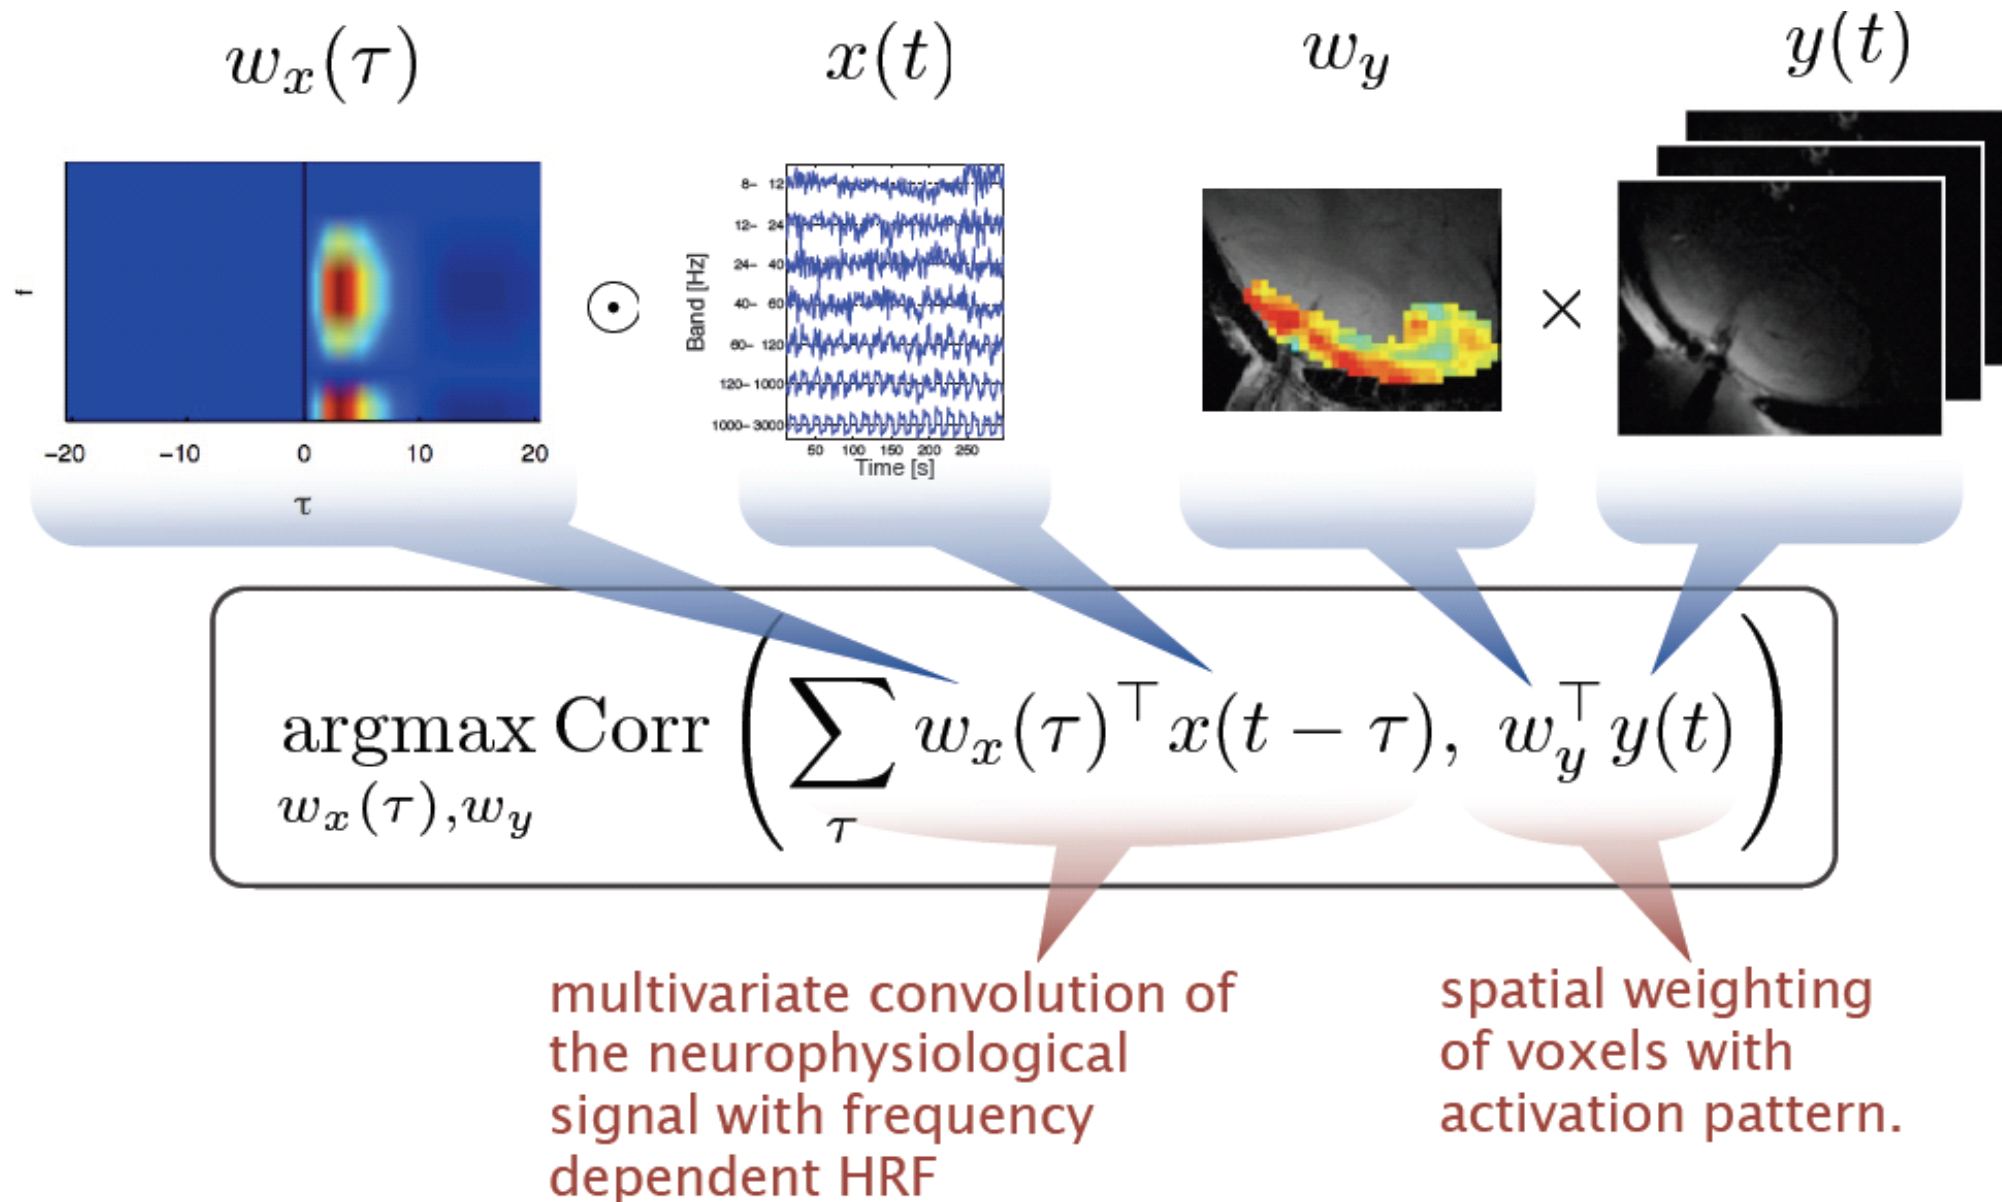 w_x(τ)
x(t)
w_y
y(t)
f
-20 -10 0 10 20
τ
⊙
Band [Hz]
8- 12
12- 24
24- 40
40- 60
60- 120
120- 1000
1000- 3000
50 100 150 200 250
Time [s]
×
argmax Corr ( ∑ w_x(τ)^⊤ x(t − τ), w_y^⊤ y(t) )
w_x(τ),w_y τ
multivariate convolution of
the neurophysiological
signal with frequency
dependent HRF
spatial weighting
of voxels with
activation pattern.